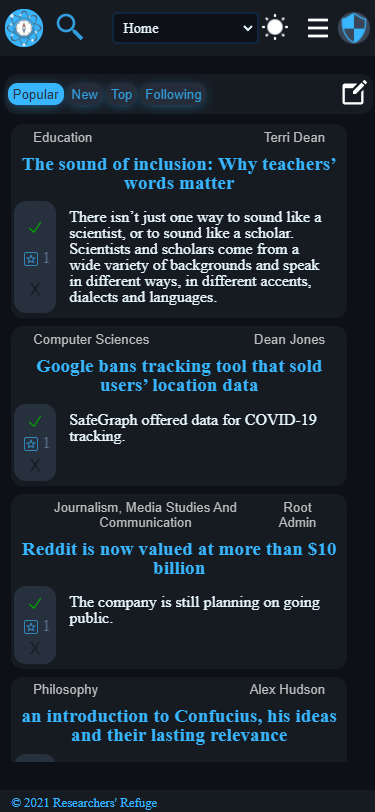 Home
Popular New Top Following
Education Terri Dean
The sound of inclusion: Why teachers’
words matter
There isn’t just one way to sound like a
scientist, or to sound like a scholar.
Scientists and scholars come from a
wide variety of backgrounds and speak
in different ways, in different accents,
dialects and languages.
1
X
Computer Sciences Dean Jones
Google bans tracking tool that sold
users’ location data
SafeGraph offered data for COVID-19
tracking.
1
X
Journalism, Media Studies And
Communication
Root
Admin
Reddit is now valued at more than $10
billion
The company is still planning on going
public.
1
X
Philosophy Alex Hudson
an introduction to Confucius, his ideas
and their lasting relevance
© 2021 Researchers' Refuge